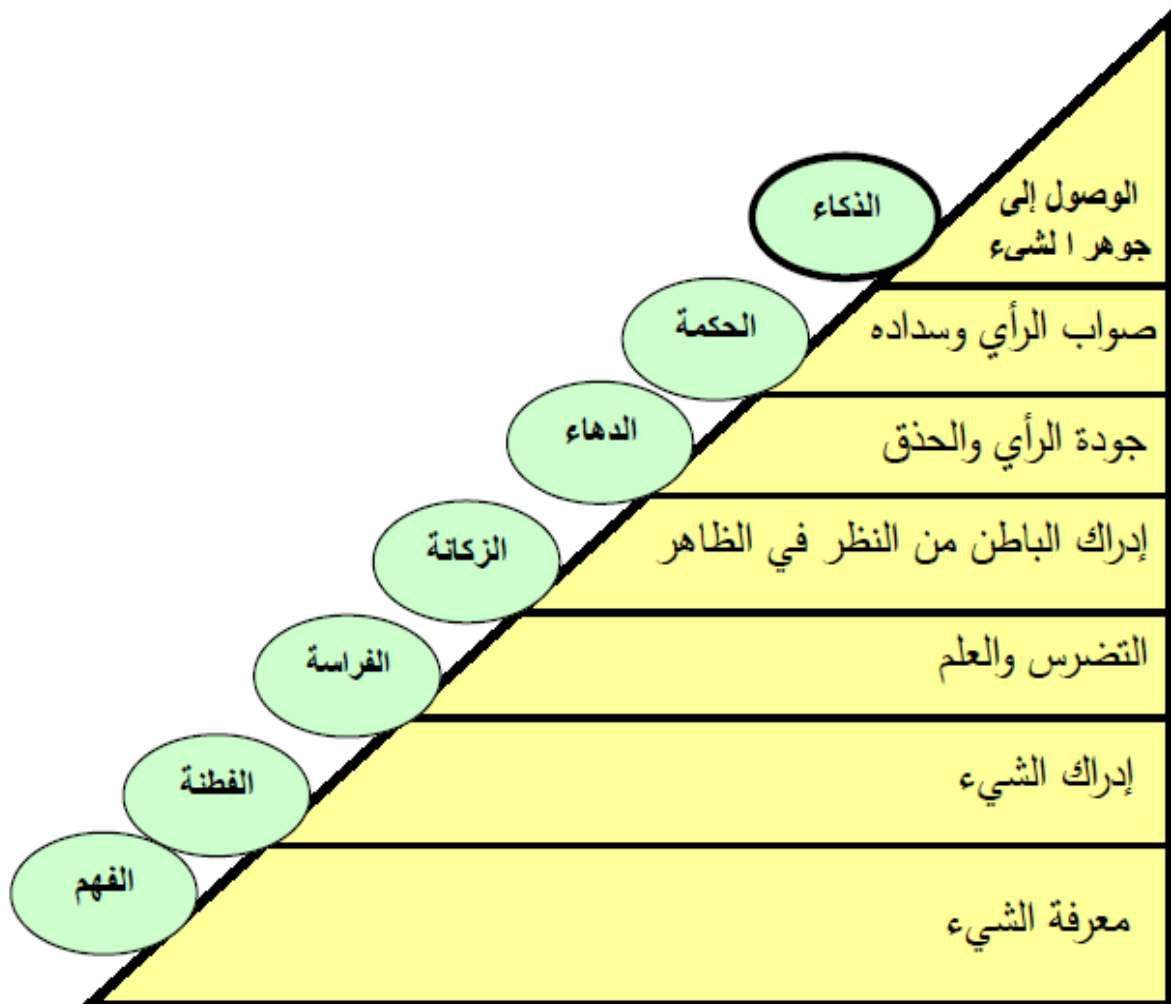 الوصول إلى
جوهر ا لشىء
الذكاء
صواب الرأي وسداده
الحكمة
جودة الرأي والحذق
الدهاء
إدراك الباطن من النظر في الظاهر
الزكانة
التضرس والعلم
الفراسة
إدراك الشيء
الفطنة
معرفة الشيء
الفهم